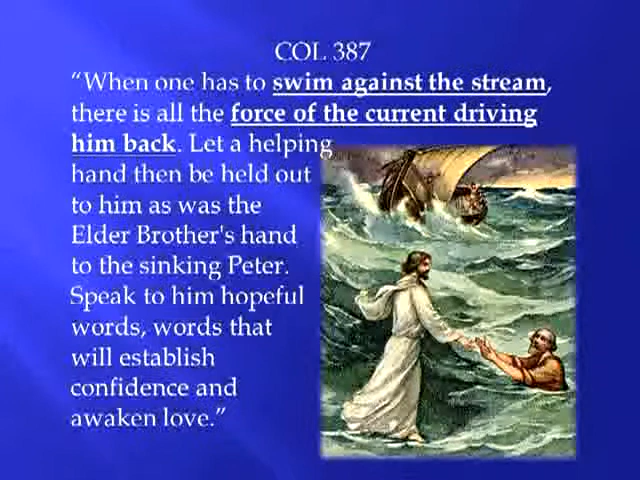 COL 387
“When one has to swim against the stream,
there is all the force of the current driving
him back. Let a helping
hand then be held out
to him as was the
Elder Brother's hand
to the sinking Peter.
Speak to him hopeful
words, words that
will establish
confidence and
awaken love.”